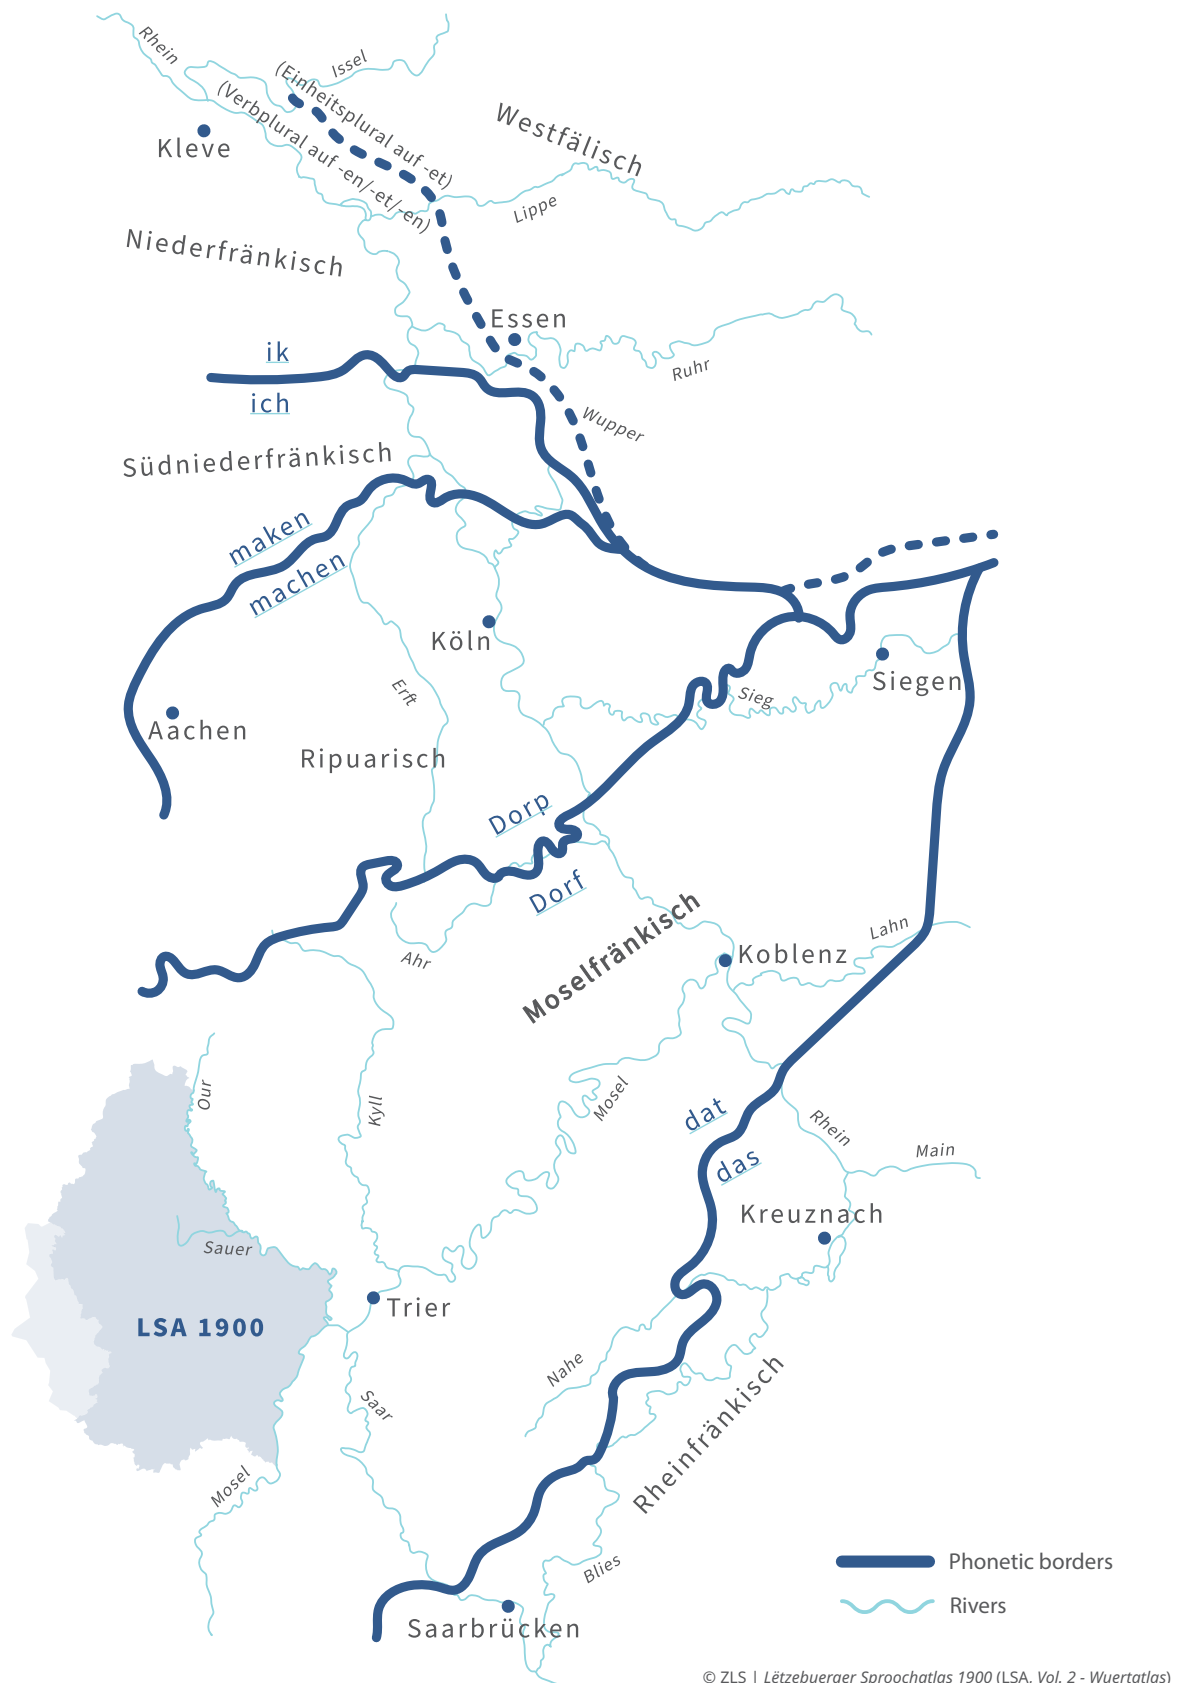 Rhein
Issel
(Einheitsplural auf -et)
(Verbplural auf -en/-et/-en)
Westfälisch
Kleve
Lippe
Niederfränkisch
Essen
ik
Ruhr
ich
Wupper
Südniederfränkisch
maken
machen
Köln
Siegen
Erft
Sieg
Aachen
Ripuarisch
Dorp
Dorf
Moselfränkisch
Lahn
Koblenz
Ahr
Our
Kyll
Mosel
dat
Rhein
das
Main
Kreuznach
Sauer
Trier
LSA 1900
Nahe
Saar
Rheinfränkisch
Mosel
Blies
Phonetic borders
Rivers
Saarbrücken
© ZLS | Lëtzebuerger Sproochatlas 1900 (LSA, Vol. 2 - Wuertatlas)